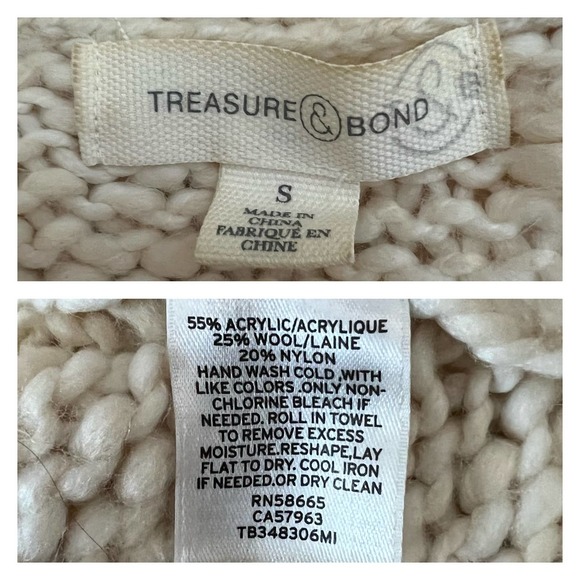 TREASURE & BOND
S
MADE IN
CHINA
FABRIQUÉ EN
CHINE
55% ACRYLIC/ACRYLIQUE
25% WOOL/LAINE
20% NYLON
HAND WASH COLD ,WITH
LIKE COLORS .ONLY NON-
CHLORINE BLEACH IF
NEEDED. ROLL IN TOWEL
TO REMOVE EXCESS
MOISTURE.RESHAPE,LAY
FLAT TO DRY. COOL IRON
IF NEEDED.OR DRY CLEAN
RN58665
CA57963
TB348306MI